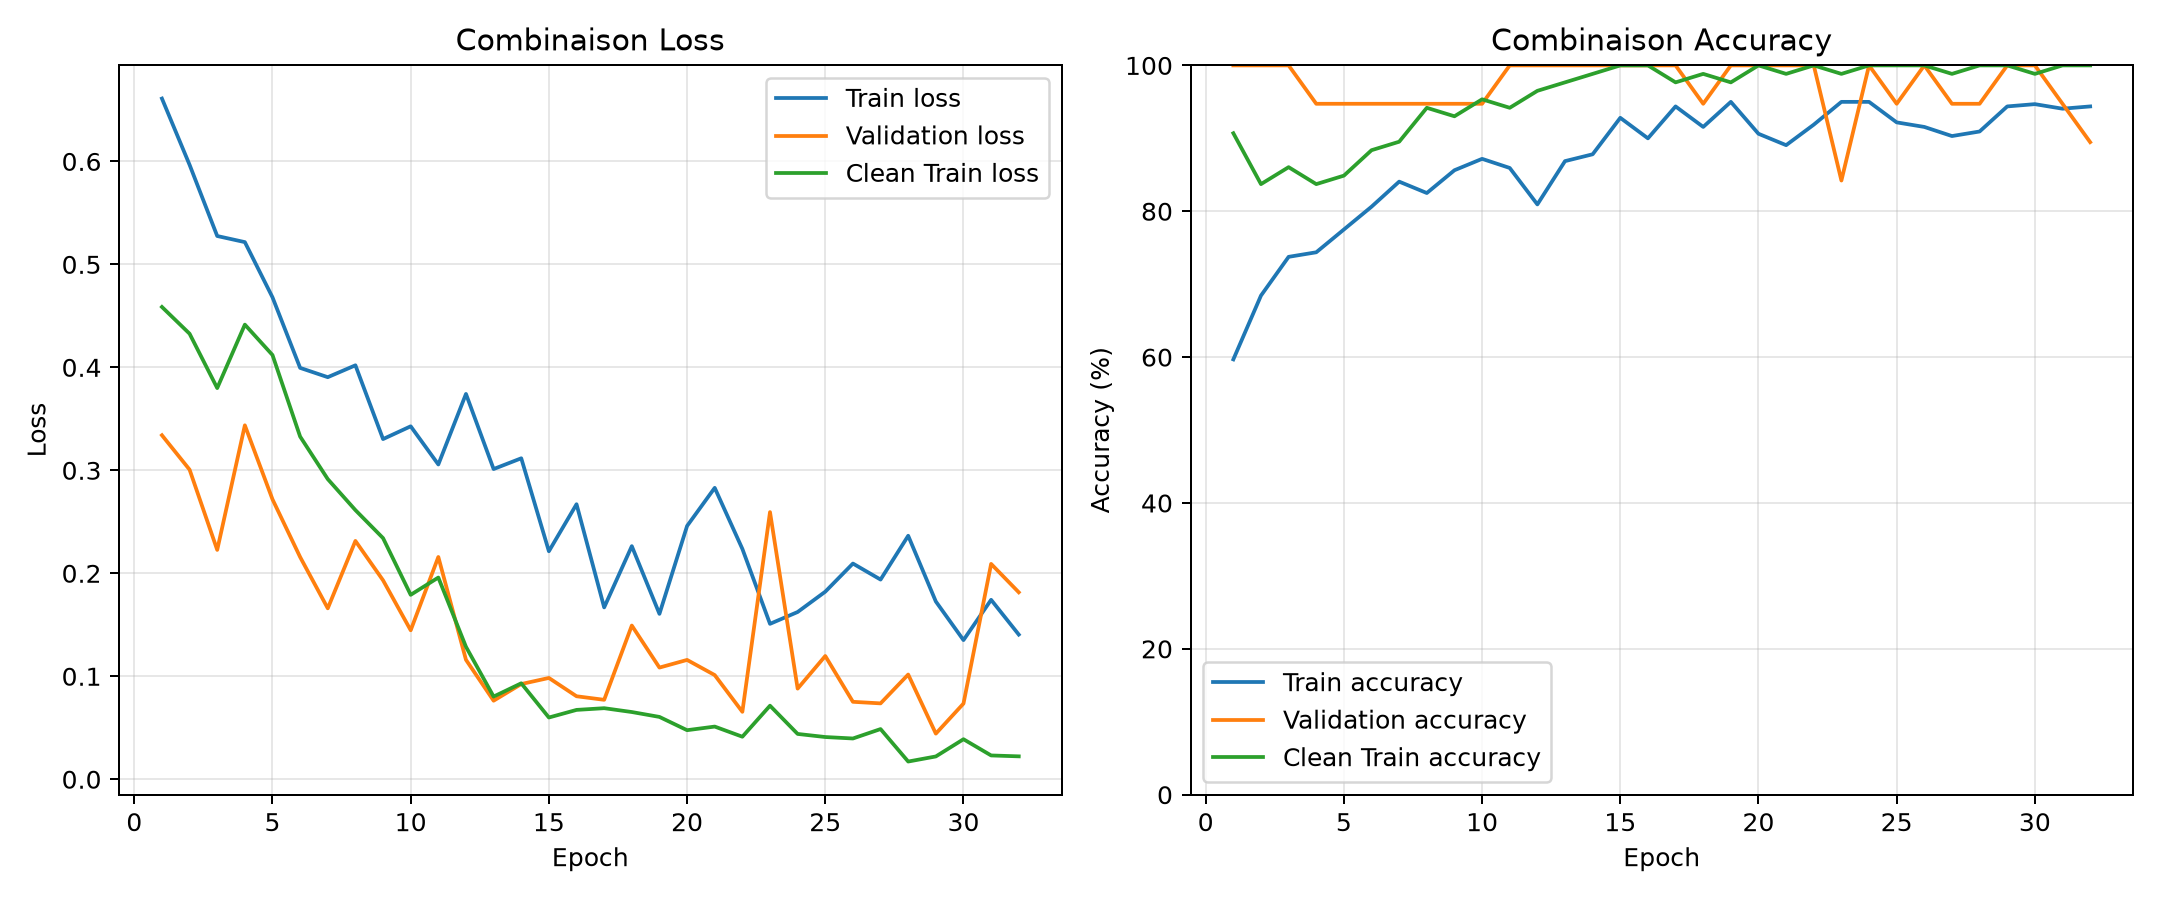 Combinaison Loss
Train loss
Validation loss
Clean Train loss
Loss
0.6
0.5
0.4
0.3
0.2
0.1
0.0
0 5 10 15 20 25 30
Epoch
Combinaison Accuracy
Accuracy (%)
100
80
60
40
20
0
Train accuracy
Validation accuracy
Clean Train accuracy
0 5 10 15 20 25 30
Epoch